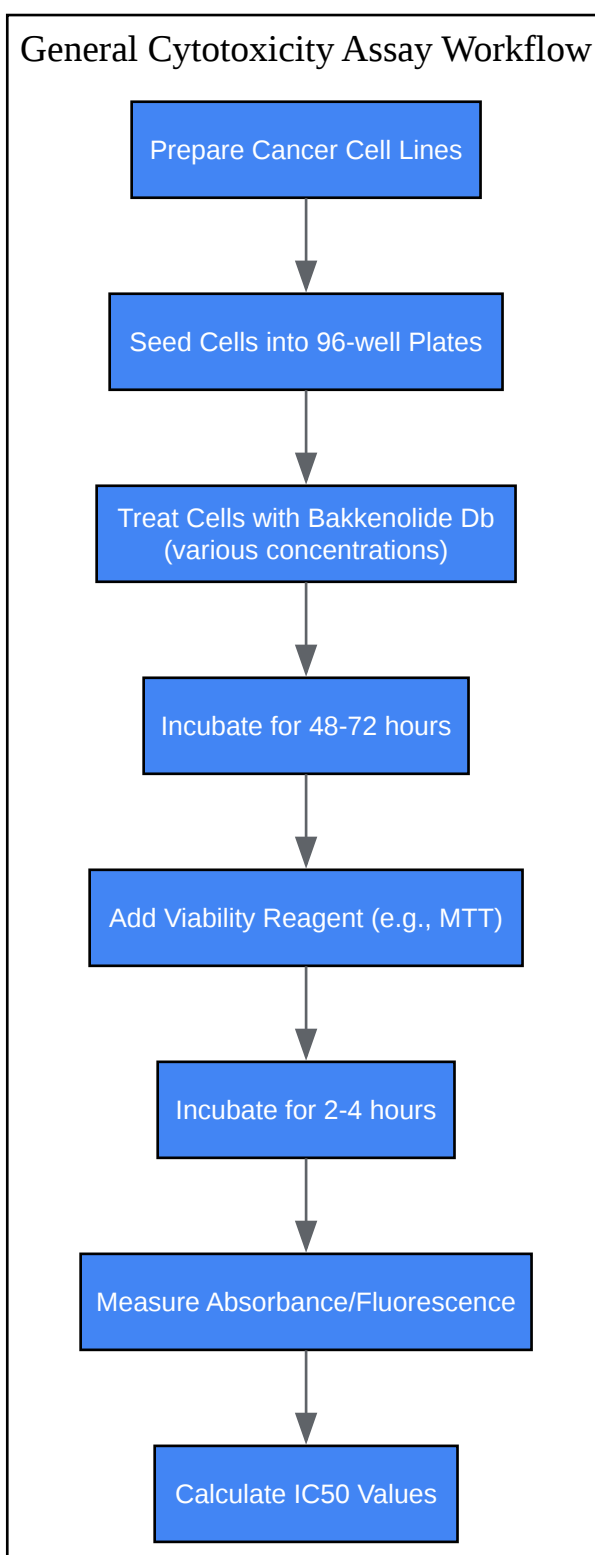 General Cytotoxicity Assay Workflow
Prepare Cancer Cell Lines
Seed Cells into 96-well Plates
Treat Cells with Bakkenolide Db
(various concentrations)
Incubate for 48-72 hours
Add Viability Reagent (e.g., MTT)
Incubate for 2-4 hours
Measure Absorbance/Fluorescence
Calculate IC50 Values